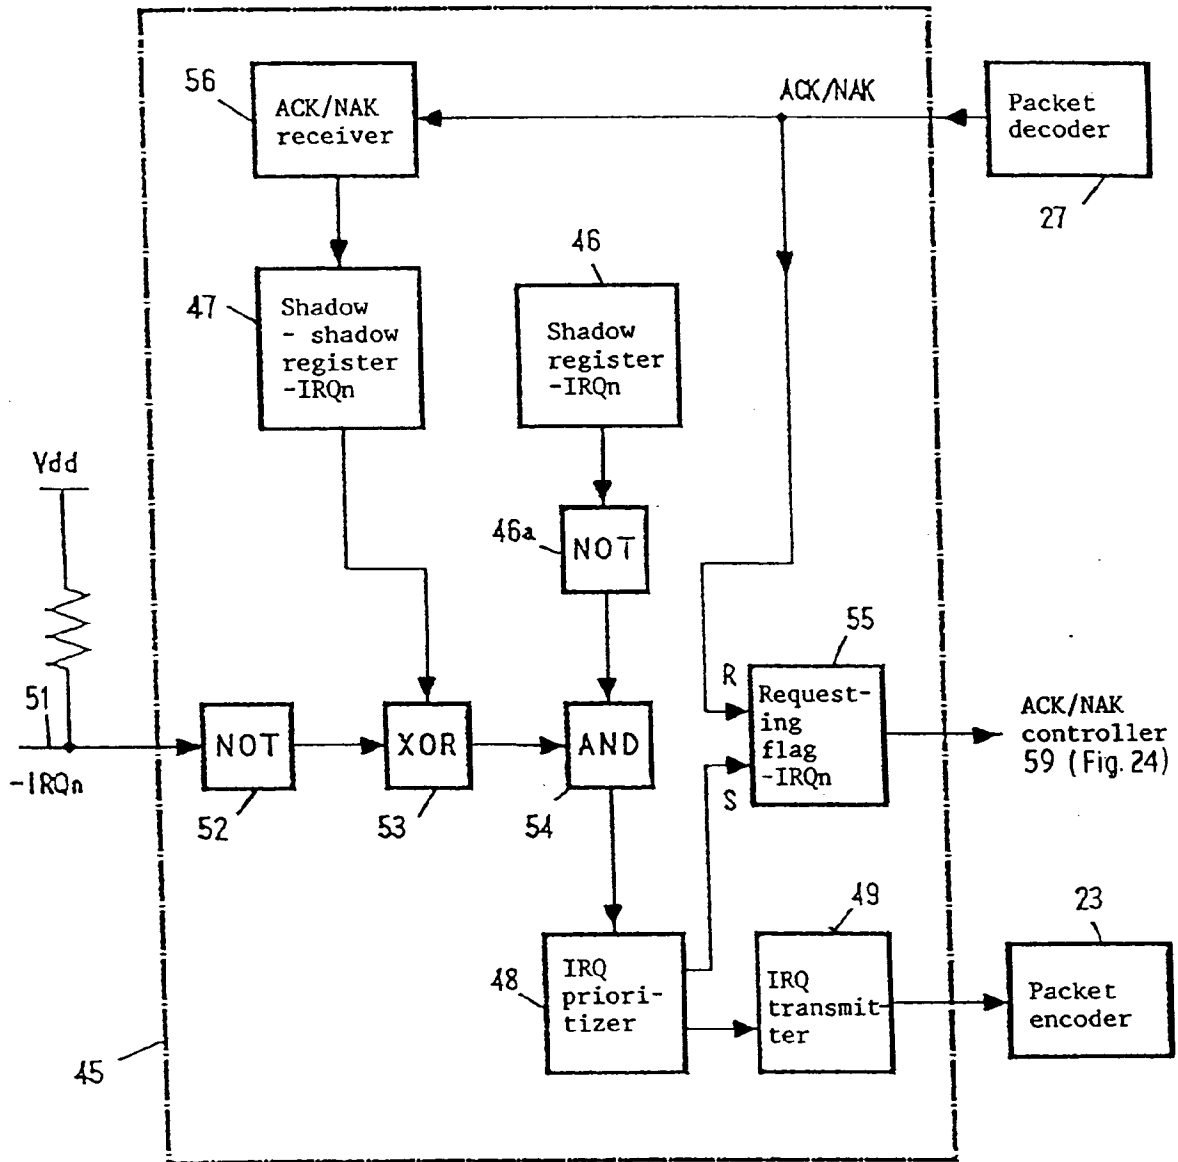 56
ACK/NAK
receiver
ACK/NAK
Packet
decoder
27
47
Shadow
- shadow
register
-IRQn
46
Shadow
register
-IRQn
Vdd
46a
NOT
55
R
S
Request-
ing
flag
-IRQn
ACK/NAK
controller
59 (Fig. 24)
51
-IRQn
NOT
52
XOR
53
AND
54
48
IRQ
priori-
tizer
49
IRQ
transmit-
ter
23
Packet
encoder
45